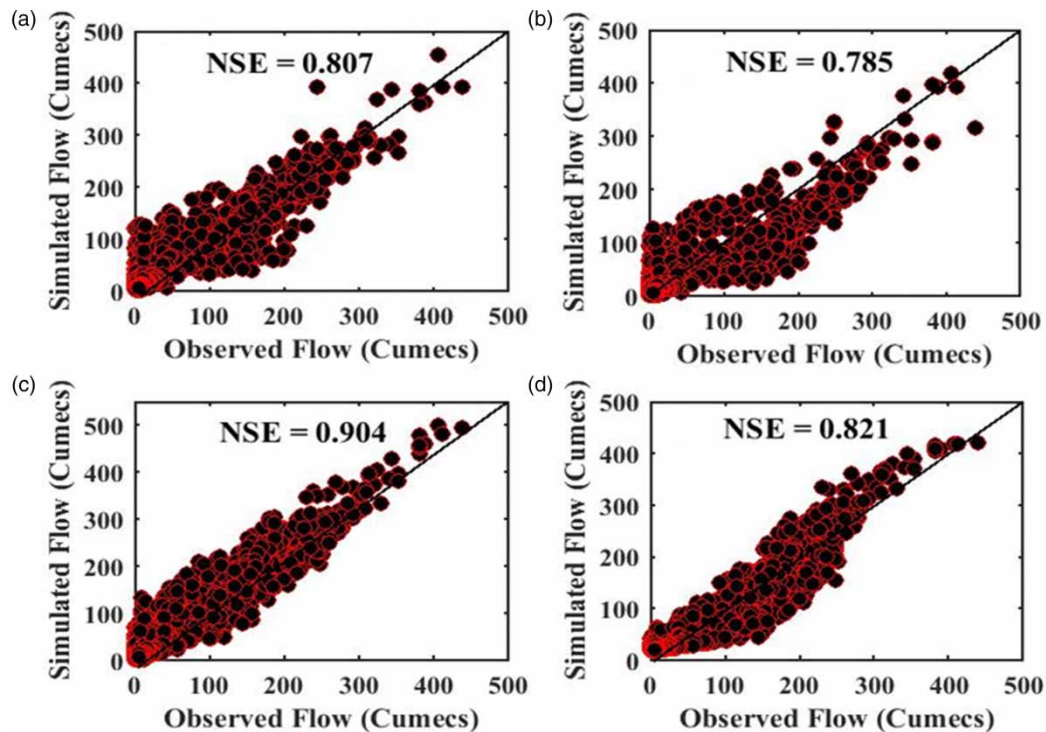 (a)
NSE = 0.807
500
400
300
200
100
0
Simulated Flow (Cumecs)
0 100 200 300 400 500
Observed Flow (Cumecs)
(b)
NSE = 0.785
500
400
300
200
100
0
Simulated Flow (Cumecs)
0 100 200 300 400 500
Observed Flow (Cumecs)
(c)
NSE = 0.904
500
400
300
200
100
0
Simulated Flow (Cumecs)
0 100 200 300 400 500
Observed Flow (Cumecs)
(d)
NSE = 0.821
500
400
300
200
100
0
Simulated Flow (Cumecs)
0 100 200 300 400 500
Observed Flow (Cumecs)